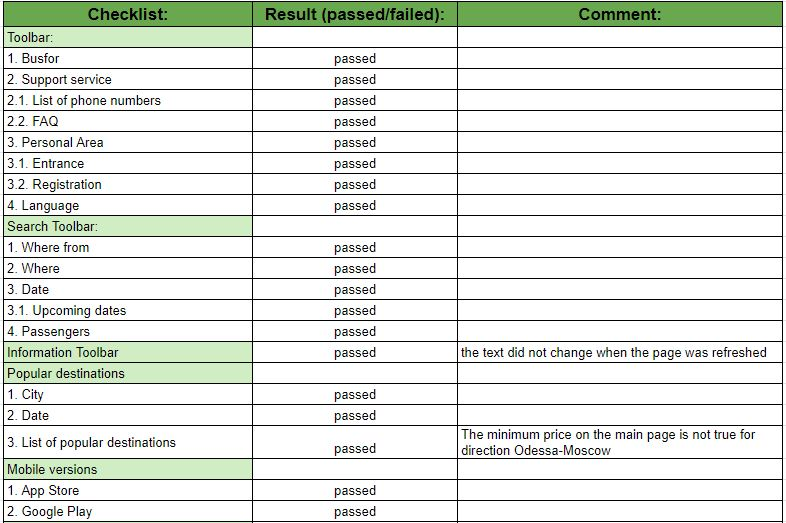 Checklist: Result (passed/failed): Comment:
Toolbar:
1. Busfor passed
2. Support service passed
2.1. List of phone numbers passed
2.2. FAQ passed
3. Personal Area passed
3.1. Entrance passed
3.2. Registration passed
4. Language passed
Search Toolbar:
1. Where from passed
2. Where passed
3. Date passed
3.1. Upcoming dates passed
4. Passengers passed
Information Toolbar passed the text did not change when the page was refreshed
Popular destinations
1. City passed
2. Date passed
3. List of popular destinations passed The minimum price on the main page is not true for
direction Odessa-Moscow
Mobile versions
1. App Store passed
2. Google Play passed